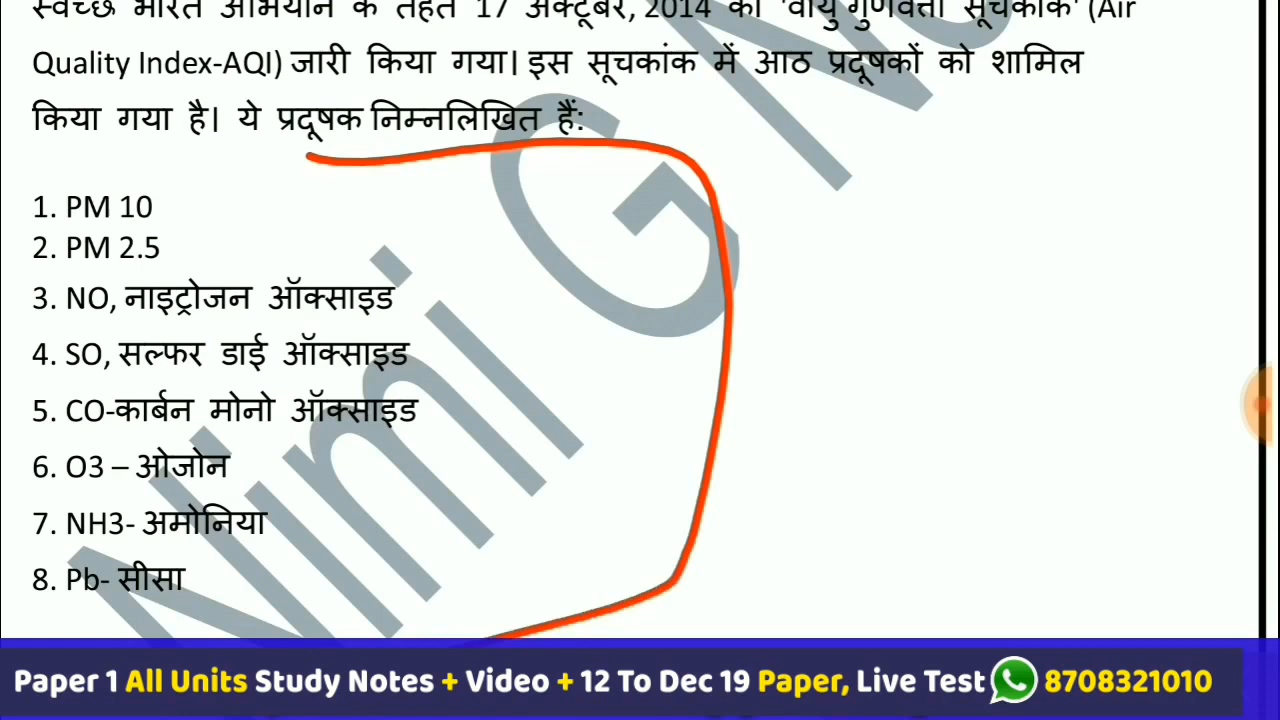 स्वच्छ भारत अभियान के तहत 17 अक्टूबर, 2014 को 'वायु गुणवत्ता सूचकांक' (Air
Quality Index-AQI) जारी किया गया। इस सूचकांक में आठ प्रदूषकों को शामिल
किया गया है। ये प्रदूषक निम्नलिखित हैं:
1. PM 10
2. PM 2.5
3. NO, नाइट्रोजन ऑक्साइड
4. SO, सल्फर डाई ऑक्साइड
5. CO-कार्बन मोनो ऑक्साइड
6. O3 – ओजोन
7. NH3- अमोनिया
8. Pb- सीसा
Nimi G
Paper 1 All Units Study Notes + Video + 12 To Dec 19 Paper, Live Test 8708321010